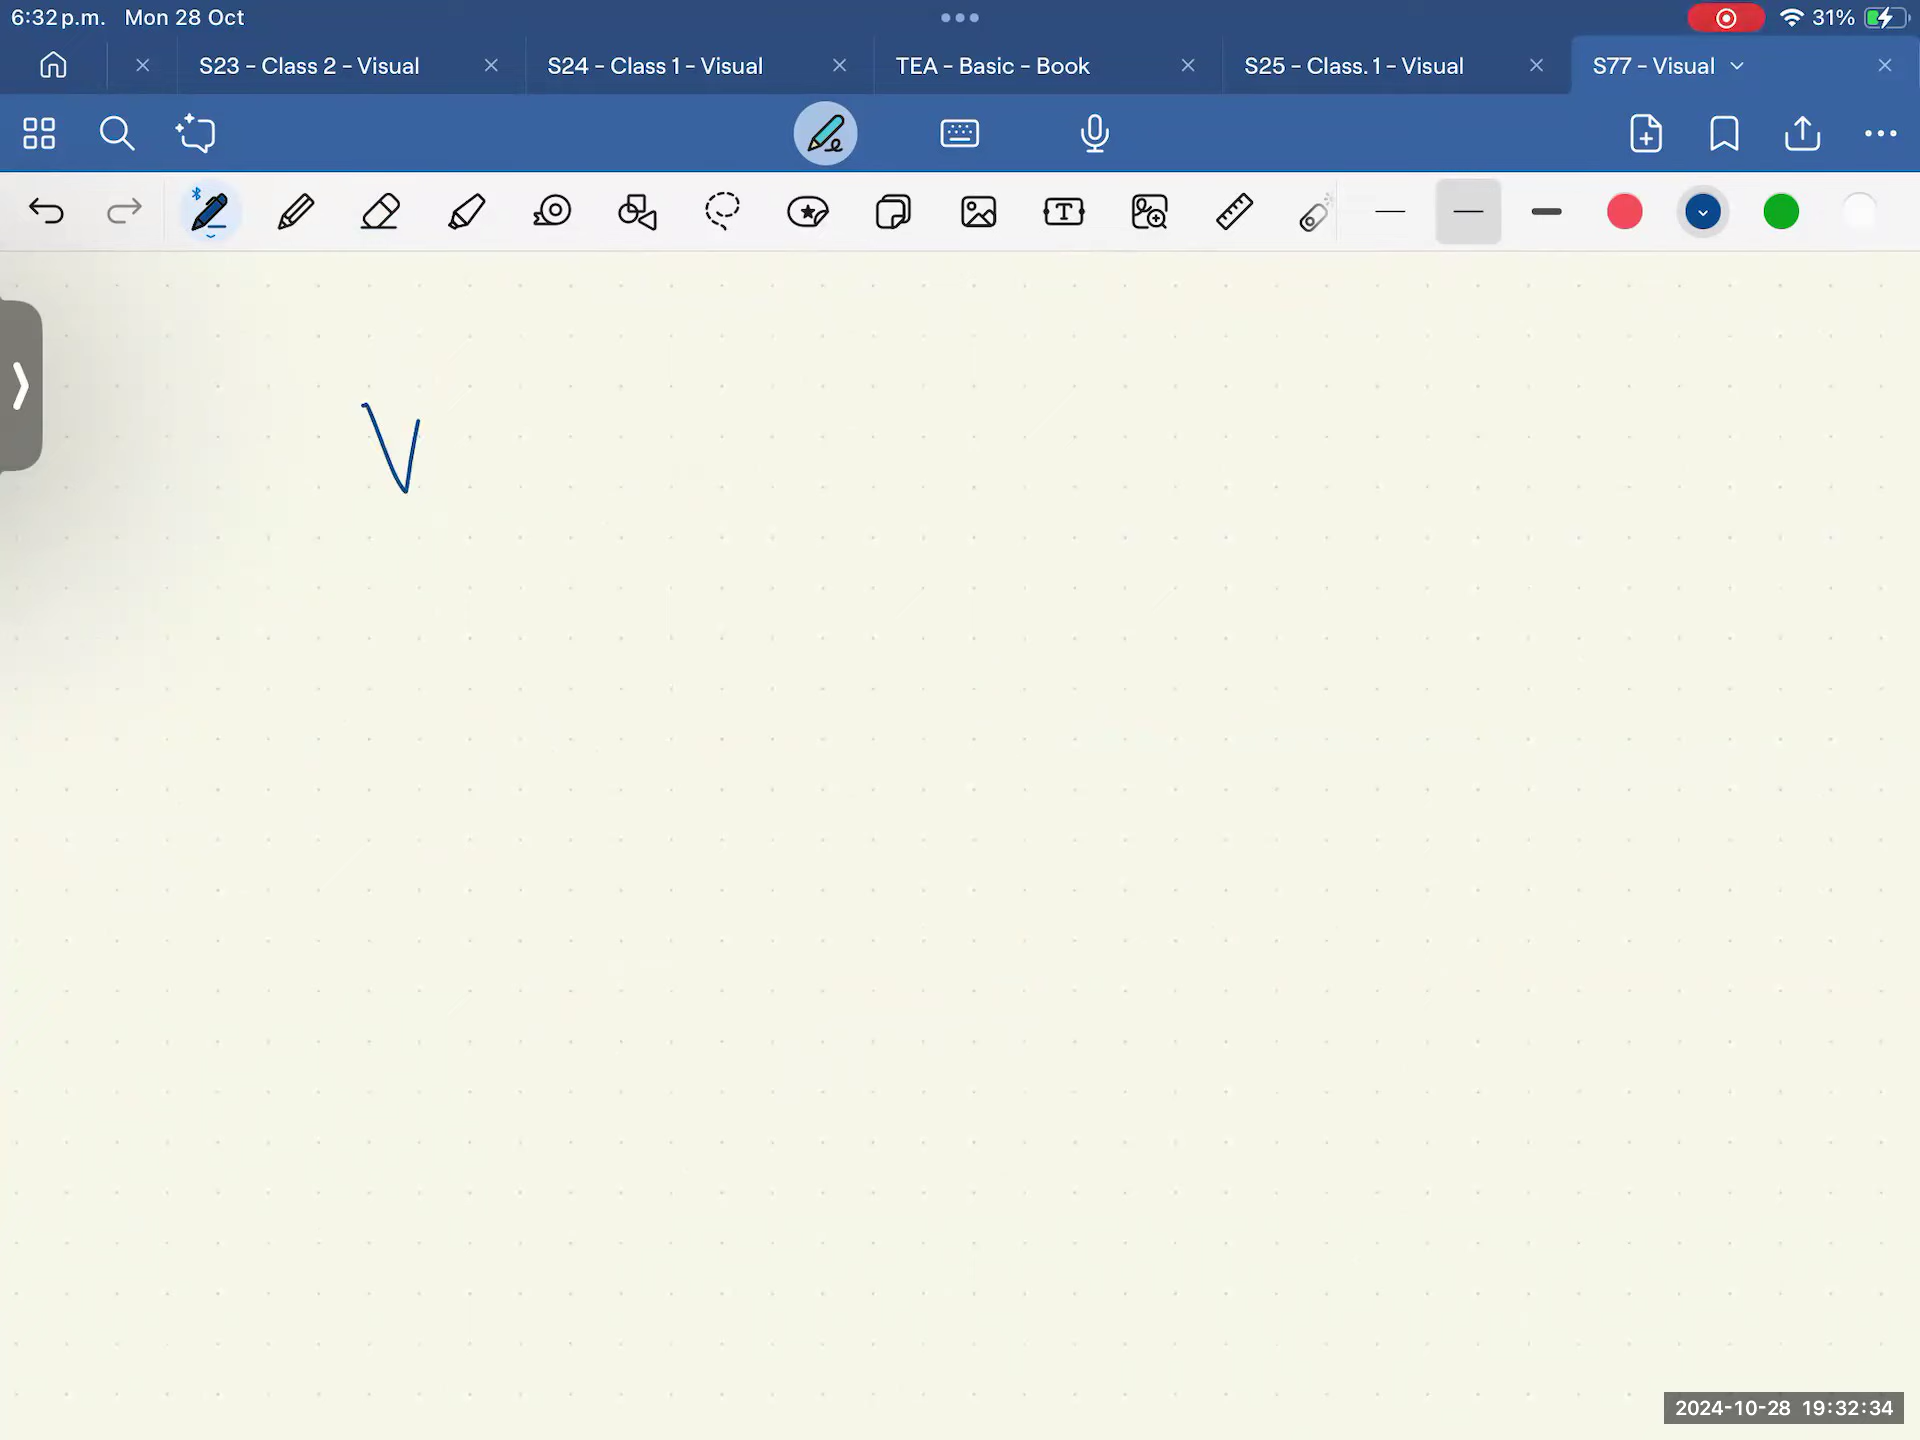 6:32 p.m. Mon 28 Oct
31%
S23 - Class 2 - Visual
S24 - Class 1 - Visual
TEA - Basic - Book
S25 - Class. 1 - Visual
S77 - Visual
T
V
2024-10-28 19:32:34